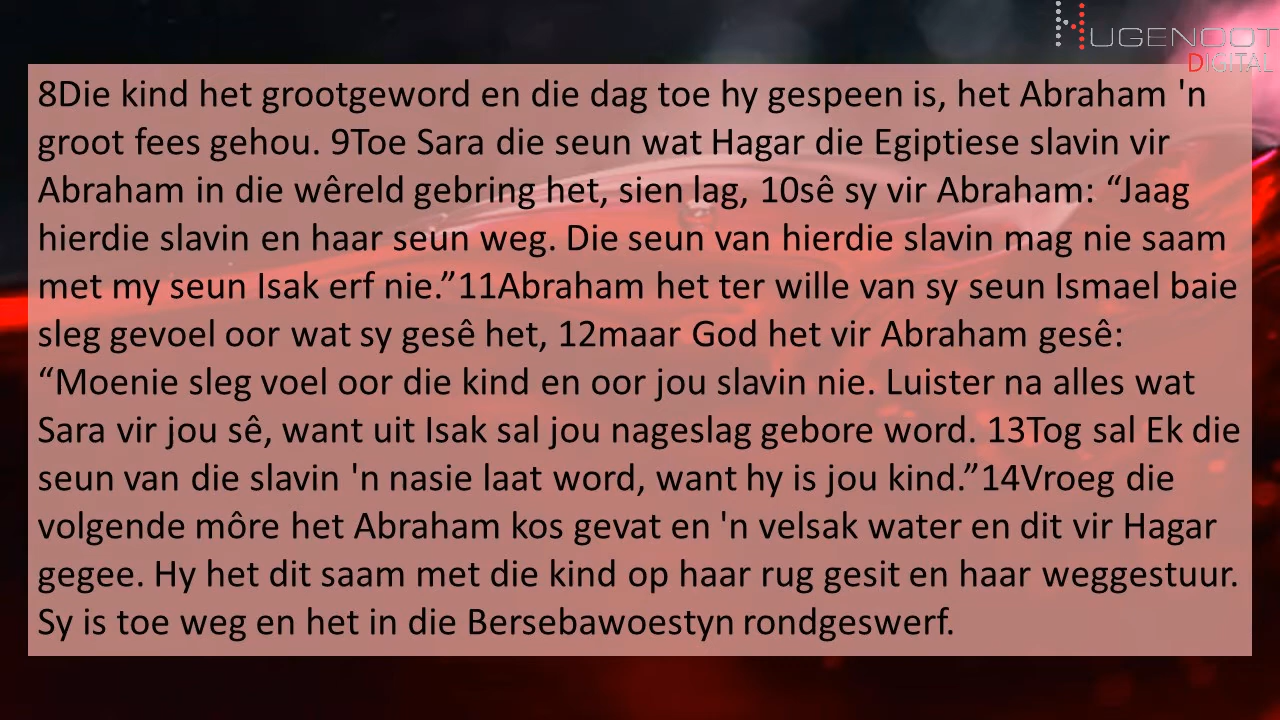 HUGENOOT
DIGITAL
8Die kind het grootgeword en die dag toe hy gespeen is, het Abraham 'n
groot fees gehou. 9Toe Sara die seun wat Hagar die Egiptiese slavin vir
Abraham in die wêreld gebring het, sien lag, 10sê sy vir Abraham: “Jaag
hierdie slavin en haar seun weg. Die seun van hierdie slavin mag nie saam
met my seun Isak erf nie.”11Abraham het ter wille van sy seun Ismael baie
sleg gevoel oor wat sy gesê het, 12maar God het vir Abraham gesê:
“Moenie sleg voel oor die kind en oor jou slavin nie. Luister na alles wat
Sara vir jou sê, want uit Isak sal jou nageslag gebore word. 13Tog sal Ek die
seun van die slavin 'n nasie laat word, want hy is jou kind.”14Vroeg die
volgende môre het Abraham kos gevat en 'n velsak water en dit vir Hagar
gegee. Hy het dit saam met die kind op haar rug gesit en haar weggestuur.
Sy is toe weg en het in die Bersebawoestyn rondgeswerf.